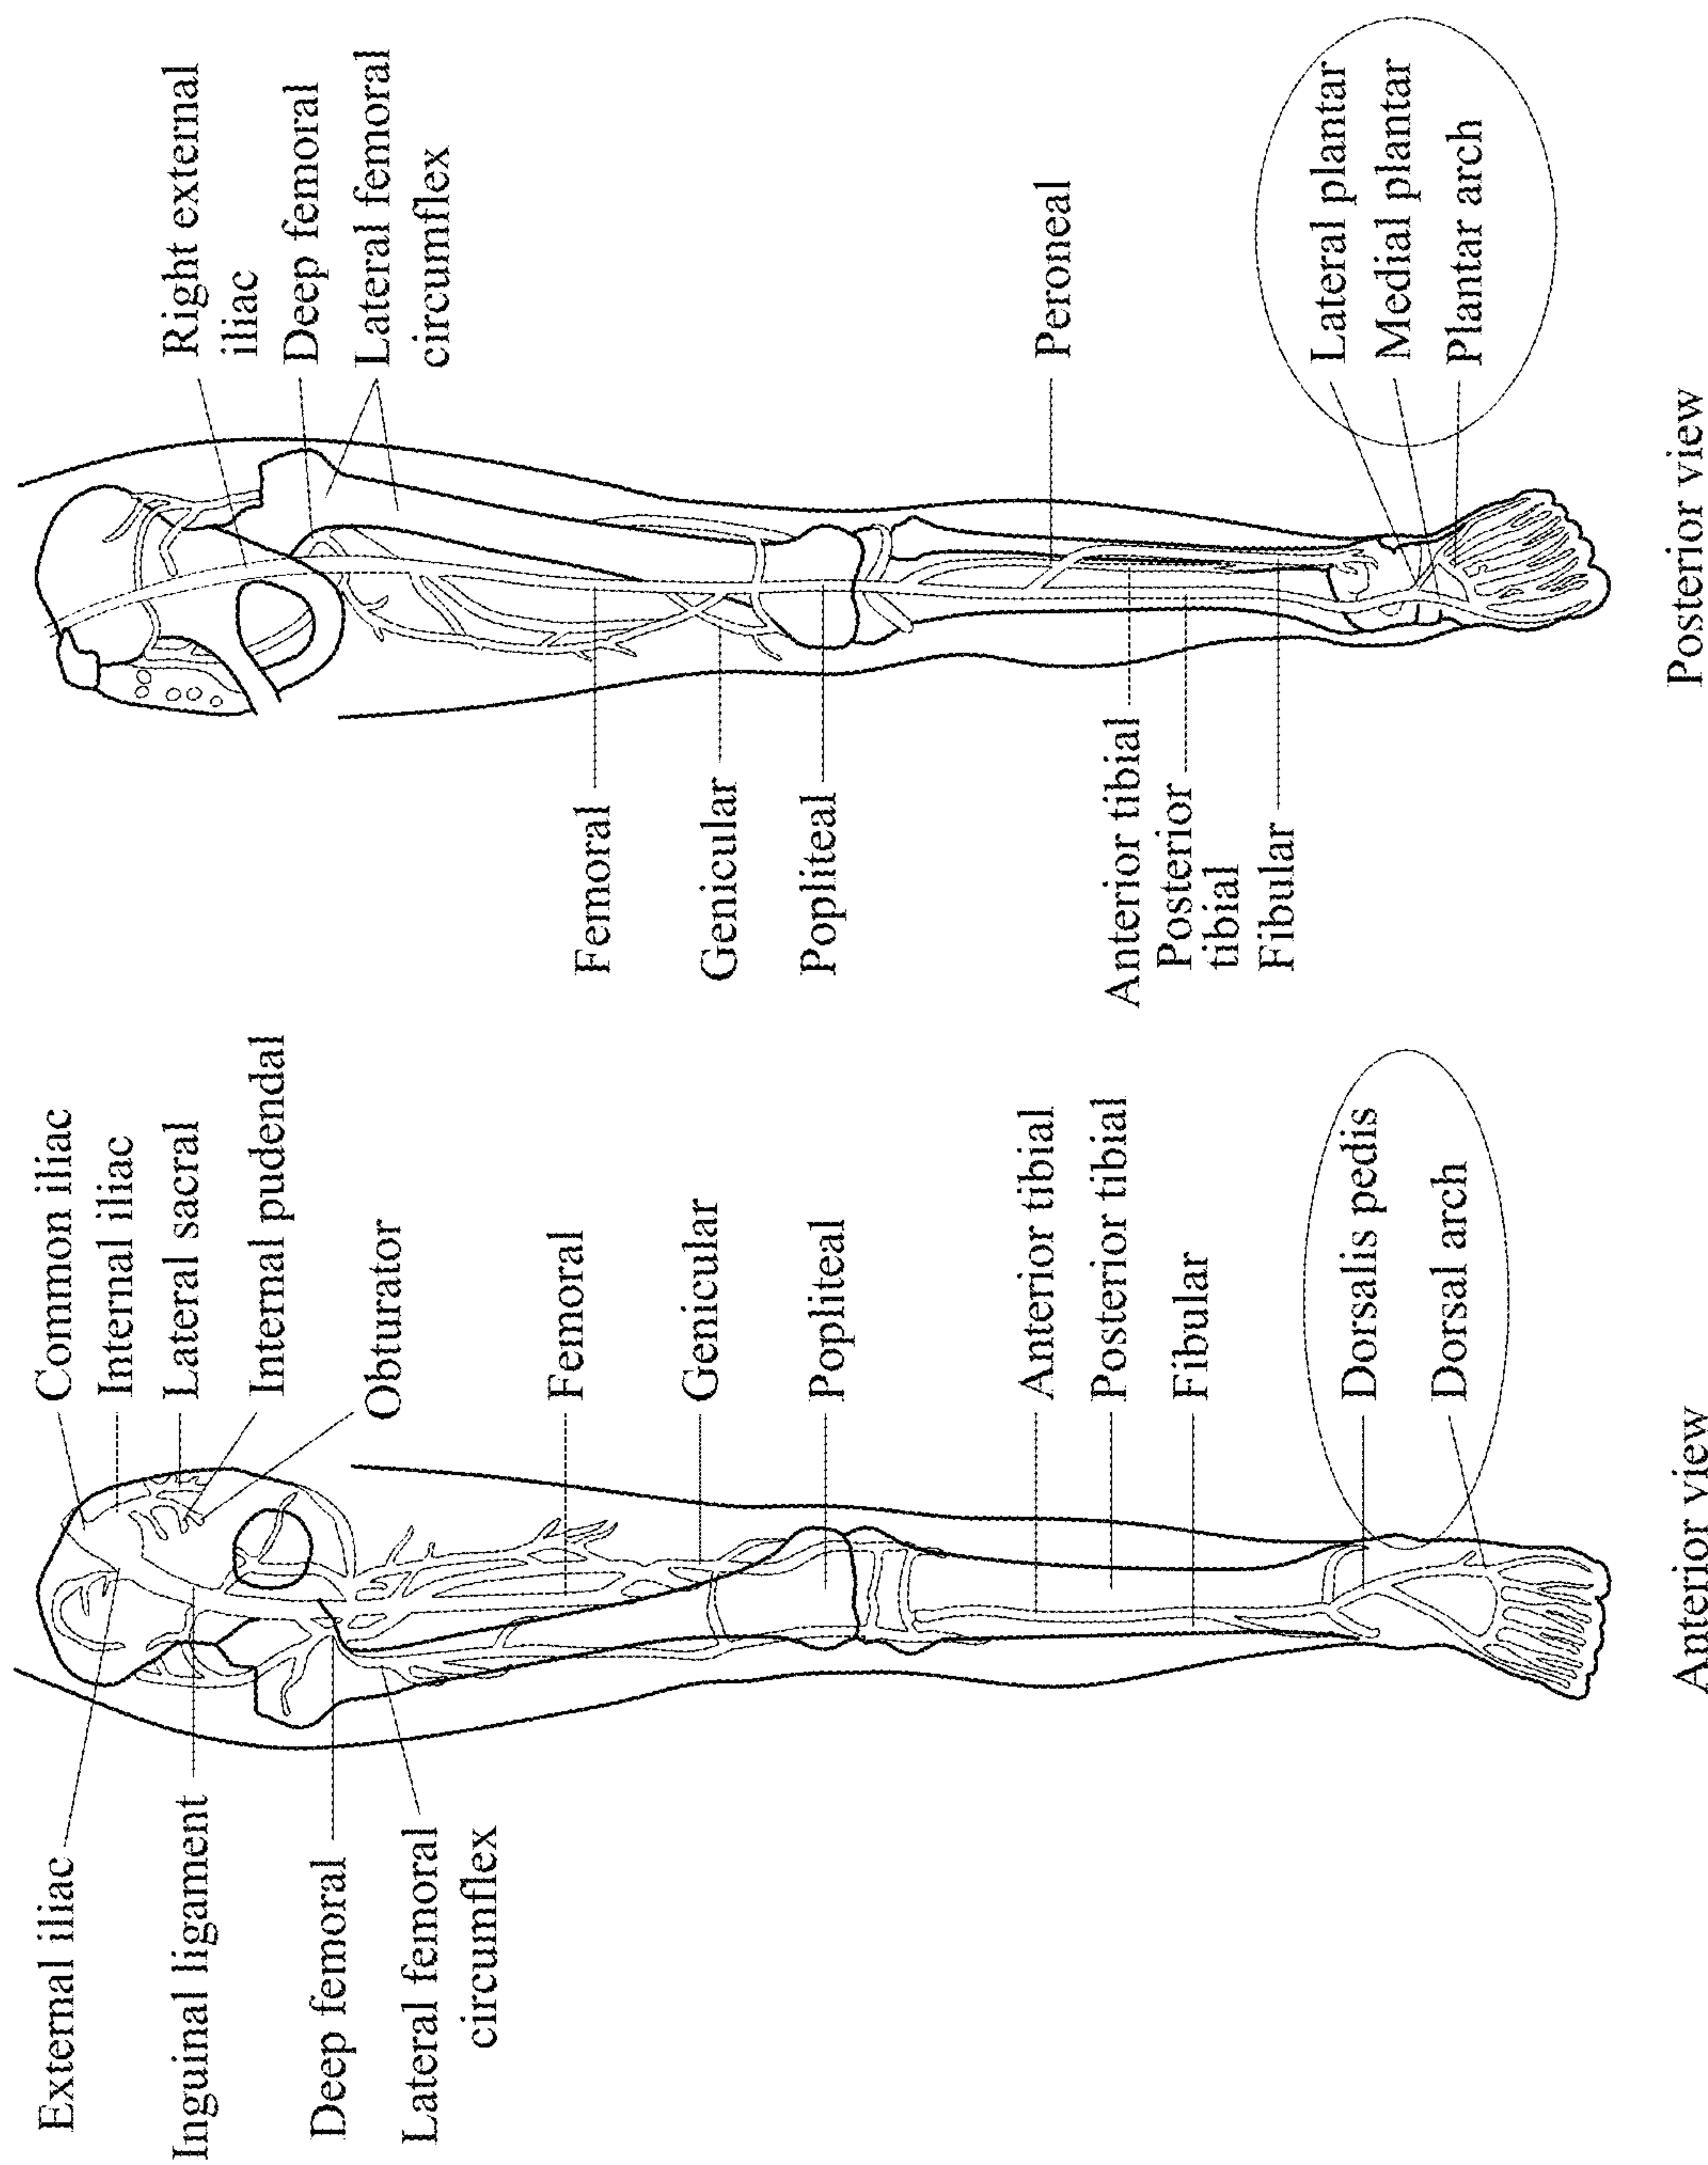 External iliac
Inguinal ligament
Deep femoral
Lateral femoral
circumflex
Common iliac
Internal iliac
Lateral sacral
Internal pudendal
Obturator
Femoral
Genicular
Popliteal
Anterior tibial
Posterior tibial
Fibular
Dorsalis pedis
Dorsal arch
Anterior view
Femoral
Genicular
Popliteal
Anterior tibial
Posterior
tibial
Fibular
Right external
iliac
Deep femoral
Lateral femoral
circumflex
Peroneal
Lateral plantar
Medial plantar
Plantar arch
Posterior view